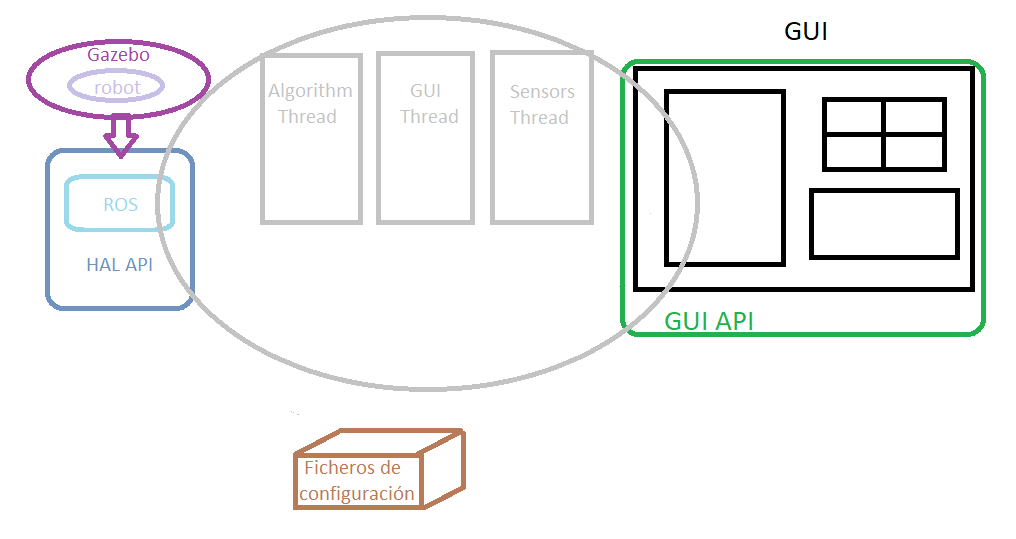 GUI
Gazebo
robot
Algorithm
Thread
GUI
Thread
Sensors
Thread
ROS
HAL API
GUI API
Ficheros de
configuración